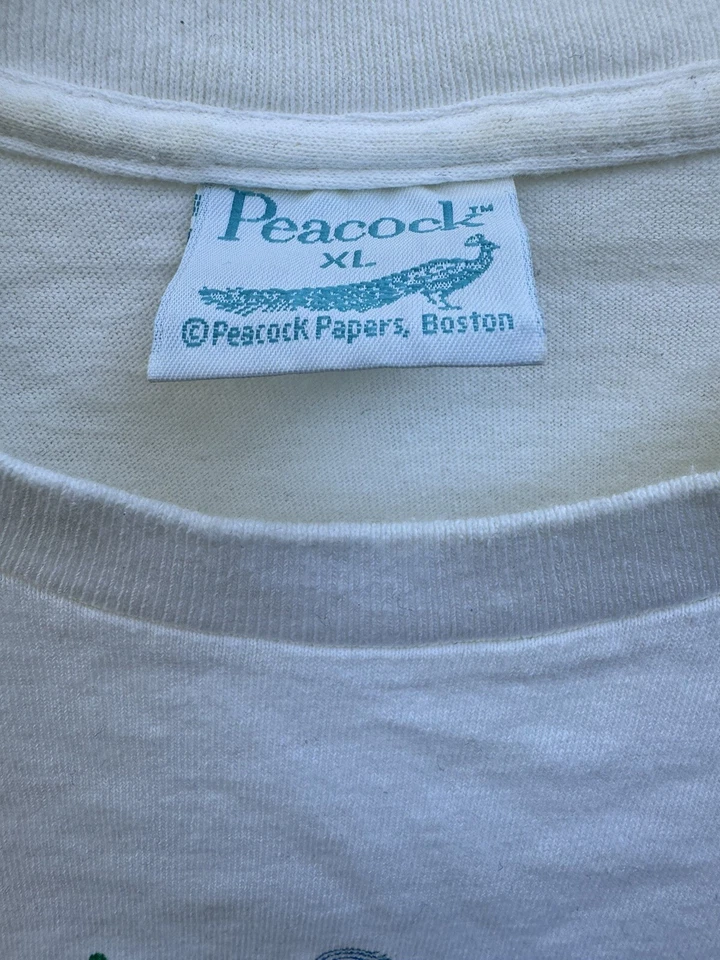 Peacock™
XL
©Peacock Papers, Boston